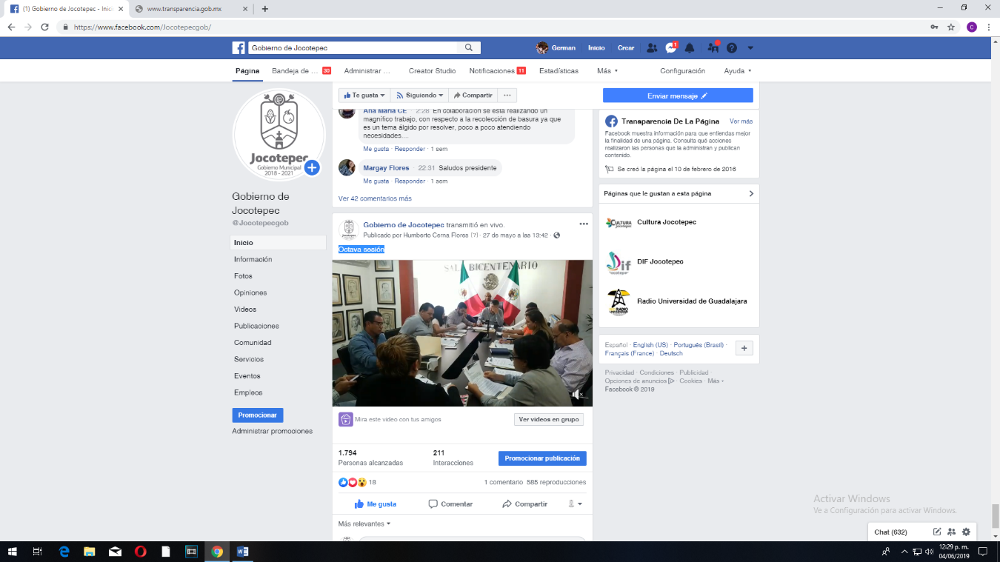 (1) Gobierno de Jocotepec - Inic
www.transparencia.gob.mx
https://www.facebook.com/Jocotepecgob/
C
Gobierno de Jocotepec
German
Inicio
Crear
1
Página
Bandeja de ...
30
Administrar ...
Creator Studio
Notificaciones
11
Estadísticas
Más
Configuración
Ayuda
Jocotepec
Gobierno Municipal
2018 - 2021
Gobierno de
Jocotepec
@Jocotepecgob
Inicio
Información
Fotos
Opiniones
Videos
Publicaciones
Comunidad
Servicios
Eventos
Empleos
Promocionar
Administrar promociones
Te gusta
Siguiendo
Compartir
Enviar mensaje
Ana Maria CE · 2:28 En colaboración se esta realizando un
magnífico trabajo, con respecto a la recolección de basura ya que
es un tema álgido por resolver, poco a poco atendiendo
necesidades....
Me gusta · Responder · 1 sem
Margay Flores · 22:31 Saludos presidente
Me gusta · Responder · 1 sem
Ver 42 comentarios más
Gobierno de Jocotepec transmitió en vivo.
Publicado por Humberto Cerna Flores [?] · 27 de mayo a las 13:42 ·
Octava sesión
SALA BICENTENARIO
Mira este video con tus amigos
Ver videos en grupo
1.794
Personas alcanzadas
211
Interacciones
Promocionar publicación
18
1 comentario 585 reproducciones
Me gusta
Comentar
Compartir
Más relevantes
Transparencia De La Página
Ver más
Facebook muestra información para que entiendas mejor
la finalidad de una página. Consulta qué acciones
realizaron las personas que la administran y publican
contenido.
Se creó la página el 10 de febrero de 2016
Páginas que le gustan a esta página
CULTURA
Jocotepec
Cultura Jocotepec
Dif
Jocotepec
DIF Jocotepec
RADIO
UNIVERSIDAD
Radio Universidad de Guadalajara
Español · English (US) · Português (Brasil) ·
Français (France) · Deutsch
Privacidad · Condiciones · Publicidad ·
Opciones de anuncios · Cookies · Más
Facebook © 2019
Activar Windows
Ve a Configuración para activar Windows.
Chat (632)
12:29 p. m.
04/06/2019